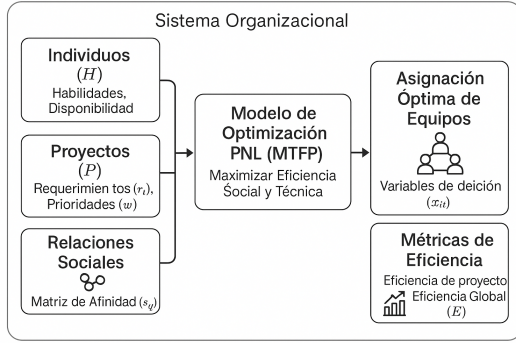 Sistema Organizacional
Individuos
(H)
Habilidades,
Disponibilidad
Proyectos
(P)
Requerimien tos (rₜ),
Prioridades (w)
Relaciones
Sociales
Matriz de Afinidad (s_q)
Modelo de
Optimización
PNL (MTFP)
Maximizar Eficiencia
Śocial y Técnica
Asignación
Óptima de
Equipos
Variables de deición
(x_it)
Métricas de
Eficiencia
Eficiencia de proyecto
Eficiencia Global
(E)